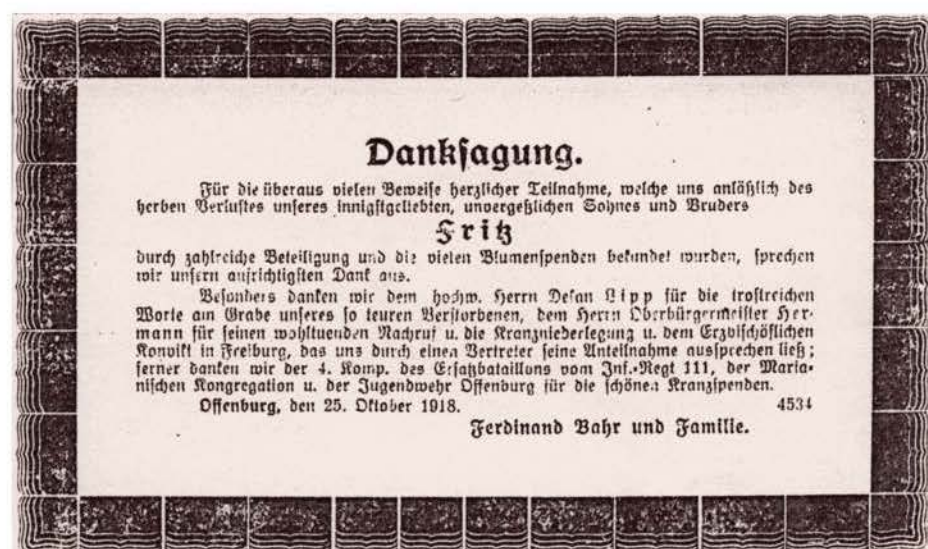 Danksagung.
Für die überaus vielen Beweise herzlicher Teilnahme, welche uns anläßlich des
herben Verlustes unseres innigstgeliebten, unvergeßlichen Sohnes und Bruders
Fritz
durch zahlreiche Beteiligung und die vielen Blumenspenden bekundet wurden, sprechen
wir unsern aufrichtigsten Dank aus.
Besonders danken wir dem hochw. Herrn Dekan Lipp für die trostreichen
Worte am Grabe unseres so teuren Verstorbenen, dem Herrn Oberbürgermeister Her-
mann für seinen wohltuenden Nachruf u. die Kranzniederlegung u. dem Erzbischöflichen
Konvikt in Freiburg, das uns durch einen Vertreter seine Anteilnahme aussprechen ließ;
ferner danken wir der 4. Komp. des Ersatzbataillons vom Inf.-Regt 111, der Maria-
nischen Kongregation u. der Jugendwehr Offenburg für die schönen Kranzspenden.
Offenburg, den 25. Oktober 1918. 4534
Ferdinand Bahr und Familie.